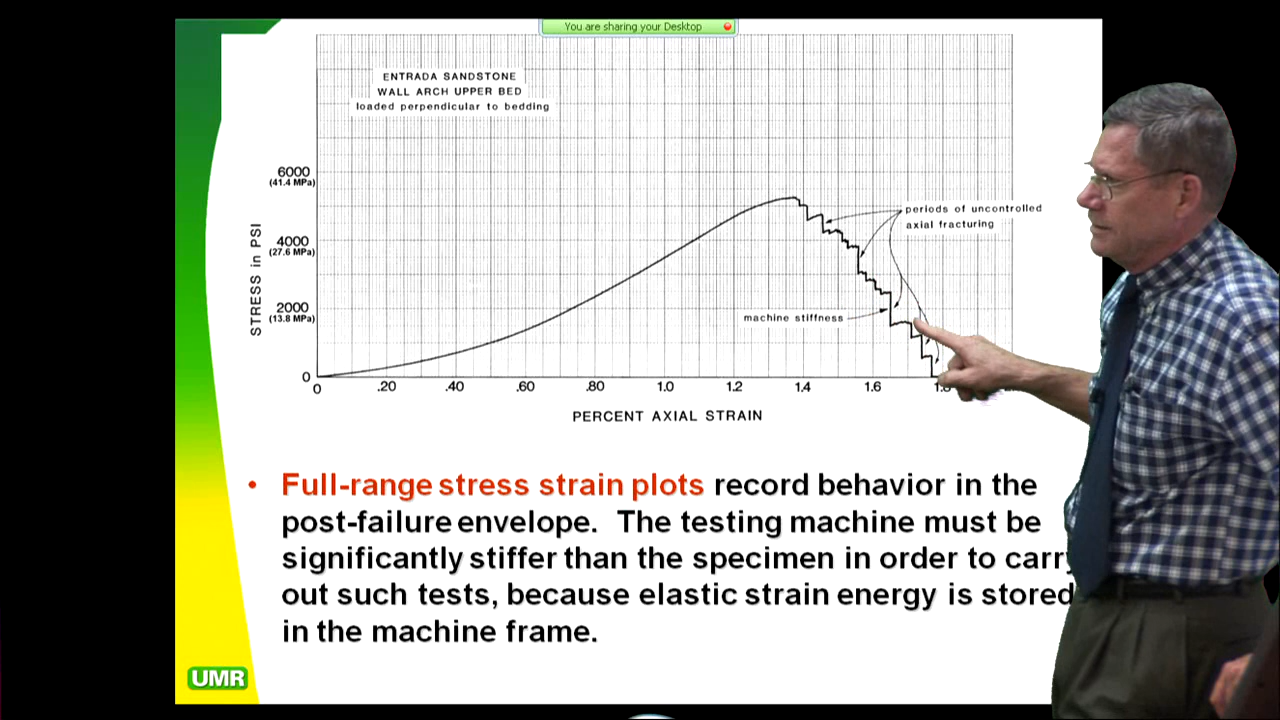 You are sharing your Desktop
ENTRADA SANDSTONE
WALL ARCH UPPER BED
loaded perpendicular to bedding
6000
(41.4 MPa)
4000
(27.6 MPa)
2000
(13.8 MPa)
0
STRESS in PSI
periods of uncontrolled
axial fracturing
machine stiffness
0 .20 .40 .60 .80 1.0 1.2 1.4 1.6
PERCENT AXIAL STRAIN
• Full-range stress strain plots record behavior in the
post-failure envelope. The testing machine must be
significantly stiffer than the specimen in order to carry
out such tests, because elastic strain energy is stored
in the machine frame.
UMR